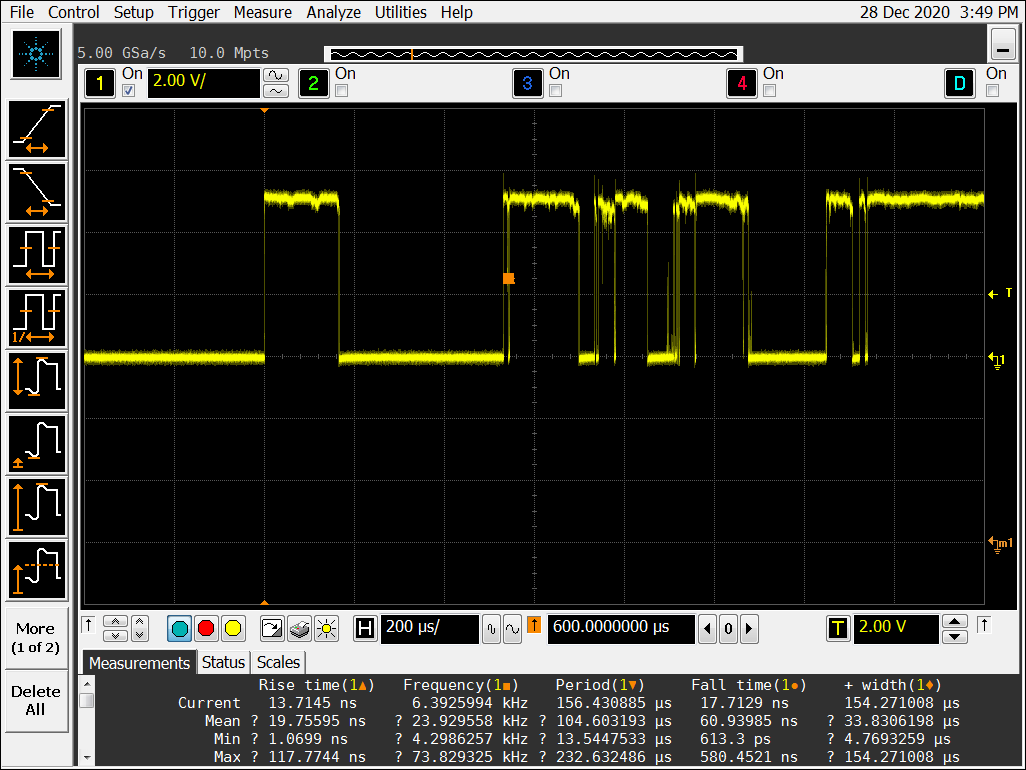 File Control Setup Trigger Measure Analyze Utilities Help 28 Dec 2020 3:49 PM
5.00 GSa/s 10.0 Mpts
1 On 2.00 V/ 2 On 3 On 4 On D On
T
1
m1
1/
More
(1 of 2)
Delete
All
H 200 µs/ 600.0000000 µs 0 T 2.00 V
Measurements Status Scales
Rise time(1▲) Frequency(1■) Period(1▼) Fall time(1●) + width(1♦)
Current 13.7145 ns 6.3925994 kHz 156.430885 µs 17.7129 ns 154.271008 µs
Mean ? 19.75595 ns ? 23.929558 kHz ? 104.603193 µs 60.93985 ns ? 33.8306198 µs
Min ? 1.0699 ns ? 4.2986257 kHz ? 13.5447533 µs 613.3 ps ? 4.7693259 µs
Max ? 117.7744 ns ? 73.829325 kHz ? 232.632486 µs 580.4521 ns ? 154.271008 µs